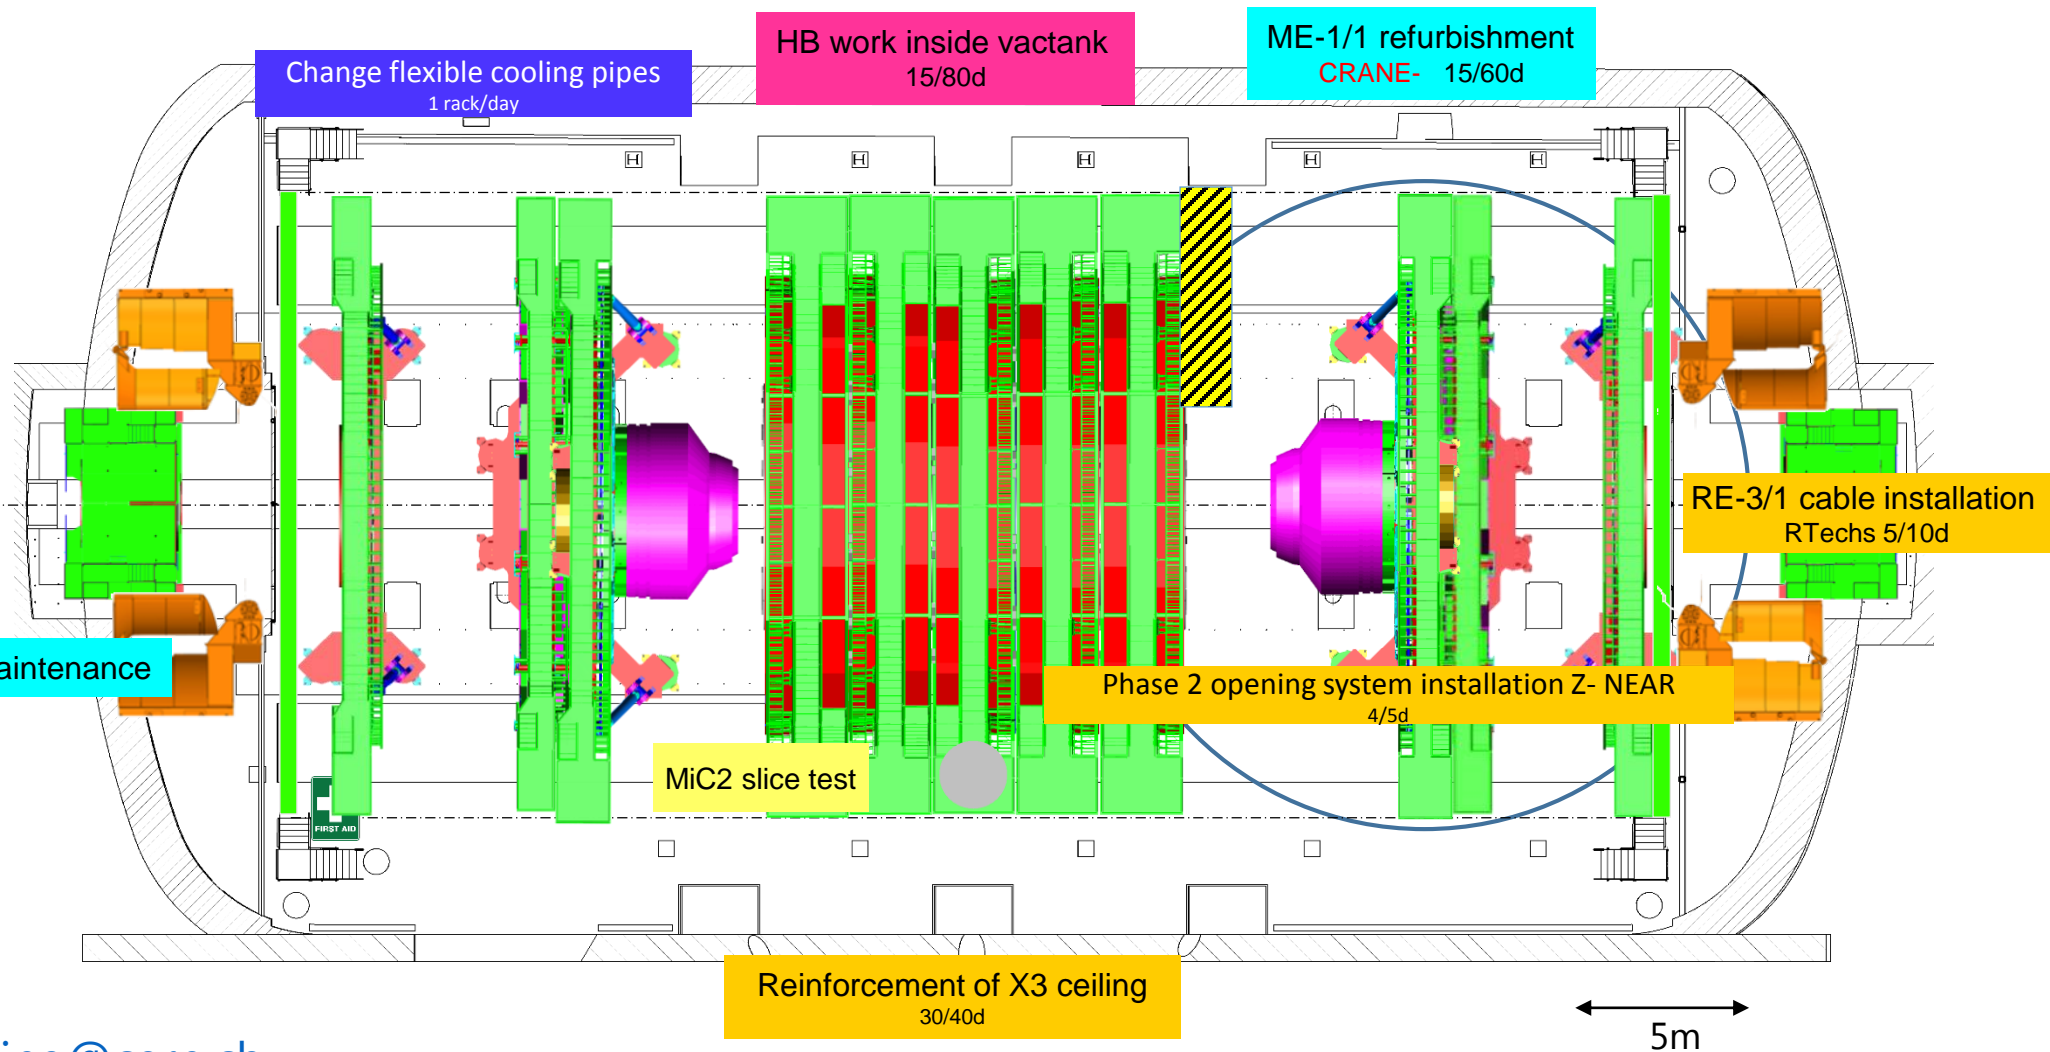 HB work inside vactank
15/80d
ME-1/1 refurbishment
CRANE- 15/60d
Change flexible cooling pipes
1 rack/day
H
H
H
H
H
RE-3/1 cable installation
RTechs 5/10d
aintenance
Phase 2 opening system installation Z- NEAR
4/5d
MiC2 slice test
FIRST AID
Reinforcement of X3 ceiling
30/40d
5m